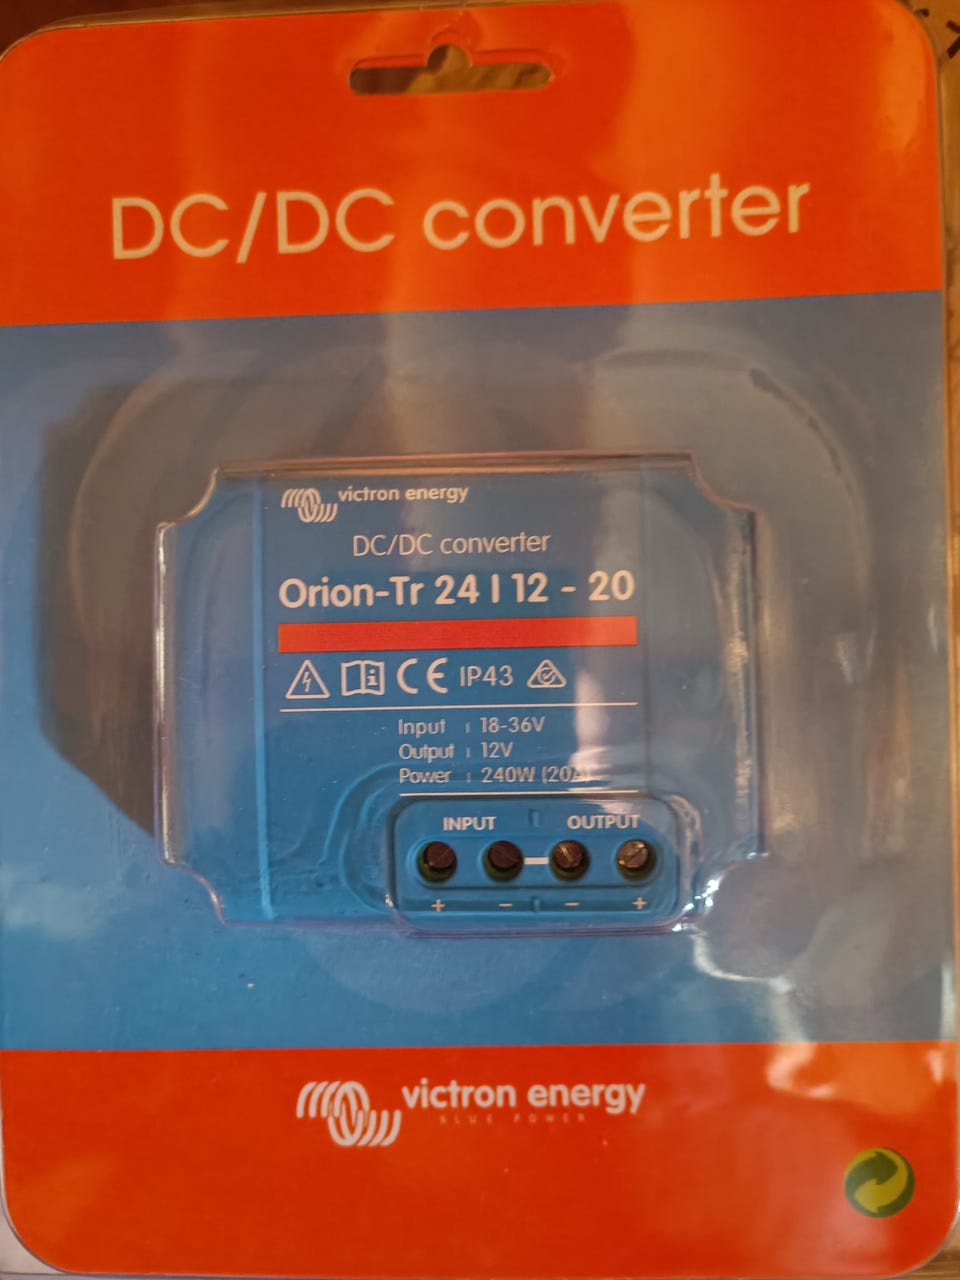 DC/DC converter
victron energy
DC/DC converter
Orion-Tr 24 | 12 - 20
CE IP43
Input : 18-36V
Output : 12V
Power : 240W (20A)
INPUT OUTPUT
+ − − +
victron energy
BLUE POWER